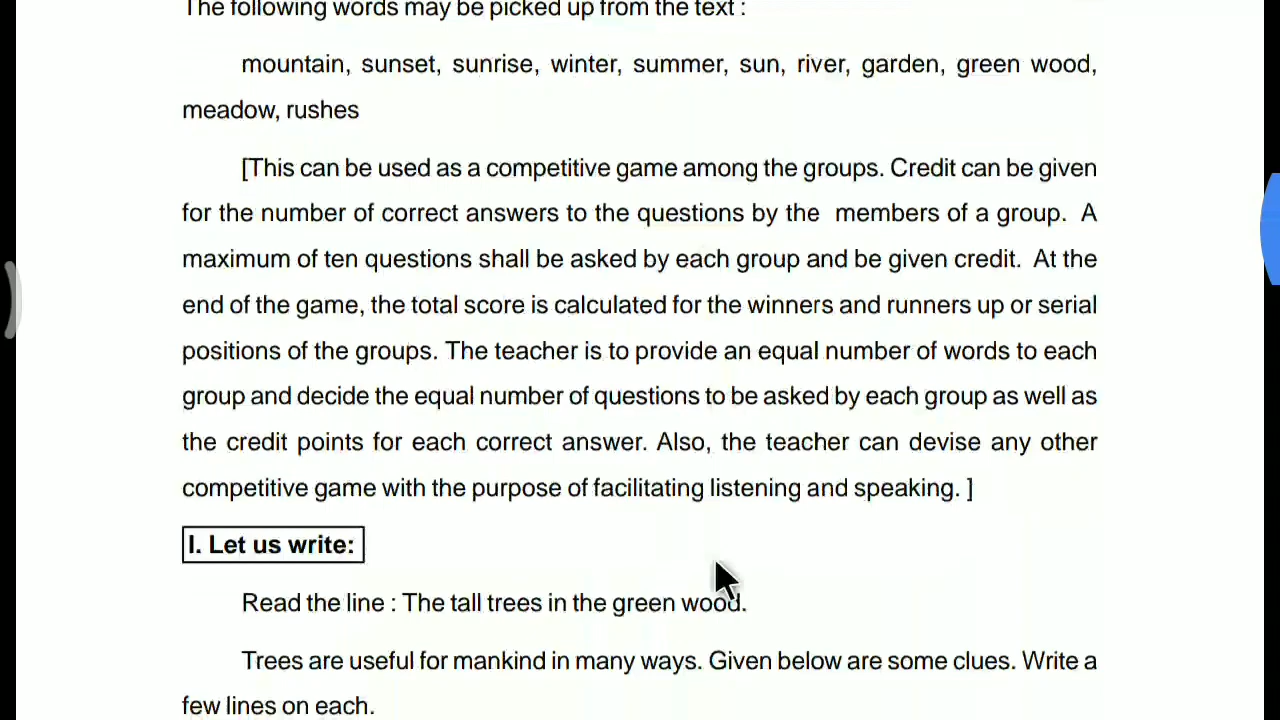 The following words may be picked up from the text :
mountain, sunset, sunrise, winter, summer, sun, river, garden, green wood,
meadow, rushes
[This can be used as a competitive game among the groups. Credit can be given
for the number of correct answers to the questions by the members of a group. A
maximum of ten questions shall be asked by each group and be given credit. At the
end of the game, the total score is calculated for the winners and runners up or serial
positions of the groups. The teacher is to provide an equal number of words to each
group and decide the equal number of questions to be asked by each group as well as
the credit points for each correct answer. Also, the teacher can devise any other
competitive game with the purpose of facilitating listening and speaking. ]
I. Let us write:
Read the line : The tall trees in the green wood.
Trees are useful for mankind in many ways. Given below are some clues. Write a
few lines on each.